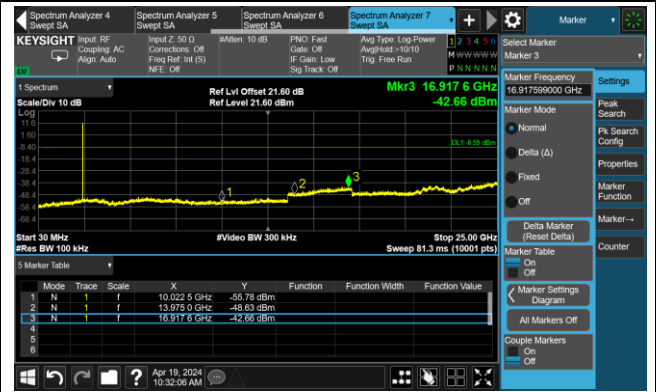 Spectrum Analyzer 4
Swept SA
Spectrum Analyzer 5
Swept SA
Spectrum Analyzer 6
Swept SA
Spectrum Analyzer 7
Swept SA
Marker
KEYSIGHT
Input: RF
Coupling: AC
Align: Auto
Input Z: 50 Ω
Corrections: Off
Freq Ref: Int (S)
NFE: Off
#Atten: 10 dB
PNO: Fast
Gate: Off
IF Gain: Low
Sig Track: Off
Avg Type: Log-Power
Avg|Hold:>10/10
Trig: Free Run
1 2 3 4 5 6
M W W W W W
P N N N N N
Select Marker
Marker 3
1 Spectrum
Scale/Div 10 dB
Ref Lvl Offset 21.60 dB
Ref Level 21.60 dBm
Mkr3 16.917 6 GHz
-42.66 dBm
Log
11.6
1.60
-8.40
-18.4
-28.4
-38.4
-48.4
-58.4
-68.4
DL1 -8.59 dBm
1
2
3
Start 30 MHz
#Res BW 100 kHz
#Video BW 300 kHz
Stop 25.00 GHz
Sweep 81.3 ms (10001 pts)
5 Marker Table
Mode Trace Scale X Y Function Function Width Function Value
1 N 1 f 10.022 5 GHz -55.78 dBm
2 N 1 f 13.975 0 GHz -48.63 dBm
3 N 1 f 16.917 6 GHz -42.66 dBm
4
5
6
Marker Frequency
16.917599000 GHz
Marker Mode
Normal
Delta (Δ)
Fixed
Off
Delta Marker
(Reset Delta)
Marker Table
On
Off
Marker Settings
Diagram
All Markers Off
Couple Markers
On
Off
Settings
Peak
Search
Pk Search
Config
Properties
Marker
Function
Marker→
Counter
Apr 19, 2024
10:32:06 AM